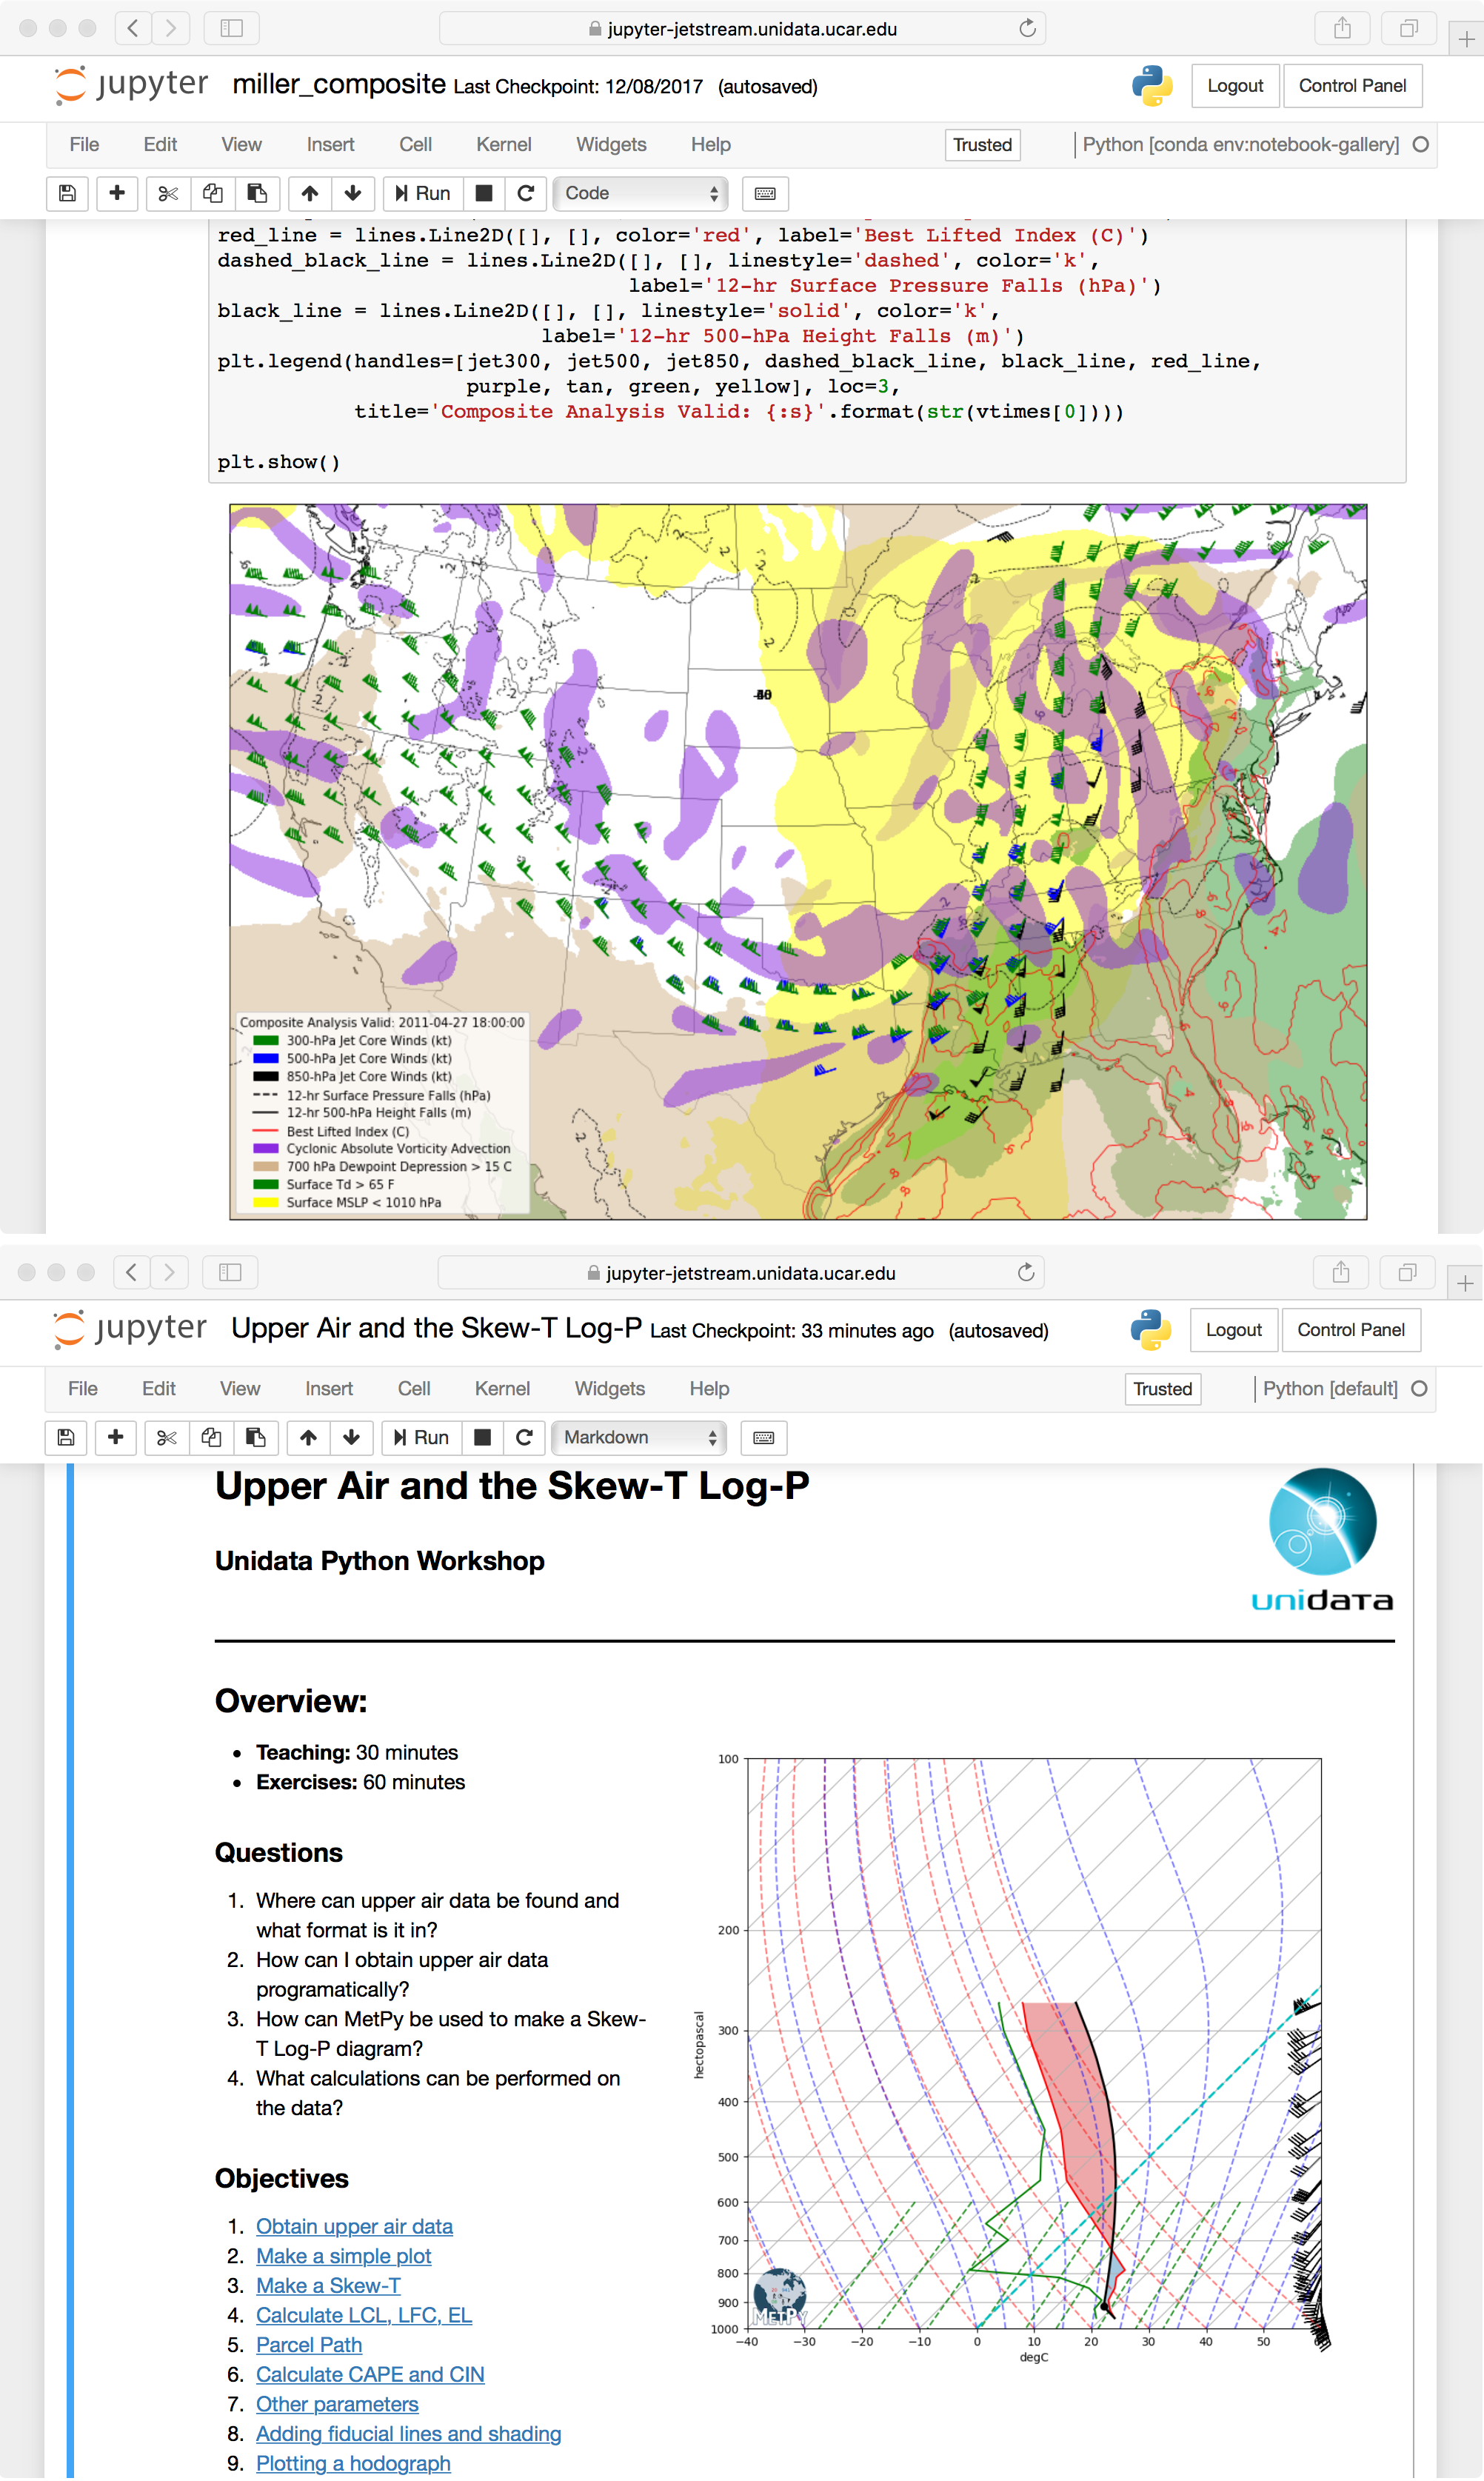 jupyter-jetstream.unidata.ucar.edu
jupyter miller_composite Last Checkpoint: 12/08/2017 (autosaved)
Logout Control Panel
File Edit View Insert Cell Kernel Widgets Help Trusted Python [conda env:notebook-gallery]
Run Code
red_line = lines.Line2D([], [], color='red', label='Best Lifted Index (C)')
dashed_black_line = lines.Line2D([], [], linestyle='dashed', color='k',
label='12-hr Surface Pressure Falls (hPa)')
black_line = lines.Line2D([], [], linestyle='solid', color='k',
label='12-hr 500-hPa Height Falls (m)')
plt.legend(handles=[jet300, jet500, jet850, dashed_black_line, black_line, red_line,
purple, tan, green, yellow], loc=3,
title='Composite Analysis Valid: {:s}'.format(str(vtimes[0])))
plt.show()
Composite Analysis Valid: 2011-04-27 18:00:00
300-hPa Jet Core Winds (kt)
500-hPa Jet Core Winds (kt)
850-hPa Jet Core Winds (kt)
12-hr Surface Pressure Falls (hPa)
12-hr 500-hPa Height Falls (m)
Best Lifted Index (C)
Cyclonic Absolute Vorticity Advection
700 hPa Dewpoint Depression > 15 C
Surface Td > 65 F
Surface MSLP < 1010 hPa
jupyter-jetstream.unidata.ucar.edu
jupyter Upper Air and the Skew-T Log-P Last Checkpoint: 33 minutes ago (autosaved)
Logout Control Panel
File Edit View Insert Cell Kernel Widgets Help Trusted Python [default]
Run Markdown
Upper Air and the Skew-T Log-P
Unidata Python Workshop
unidata
Overview:
• Teaching: 30 minutes
• Exercises: 60 minutes
Questions
1. Where can upper air data be found and
what format is it in?
2. How can I obtain upper air data
programatically?
3. How can MetPy be used to make a Skew-
T Log-P diagram?
4. What calculations can be performed on
the data?
Objectives
1. Obtain upper air data
2. Make a simple plot
3. Make a Skew-T
4. Calculate LCL, LFC, EL
5. Parcel Path
6. Calculate CAPE and CIN
7. Other parameters
8. Adding fiducial lines and shading
9. Plotting a hodograph
100
200
300
400
500
600
700
800
900
1000
hectopascal
−40 −30 −20 −10 0 10 20 30 40 50
degC
METPY